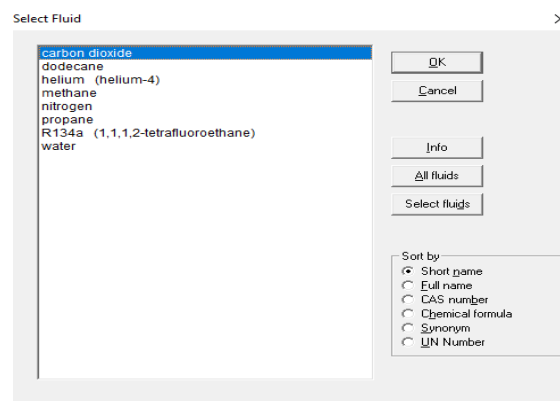 Select Fluid
carbon dioxide
dodecane
helium (helium-4)
methane
nitrogen
propane
R134a (1,1,1,2-tetrafluoroethane)
water
OK
Cancel
Info
All fluids
Select fluids
Sort by
Short name
Full name
CAS number
Chemical formula
Synonym
UN Number